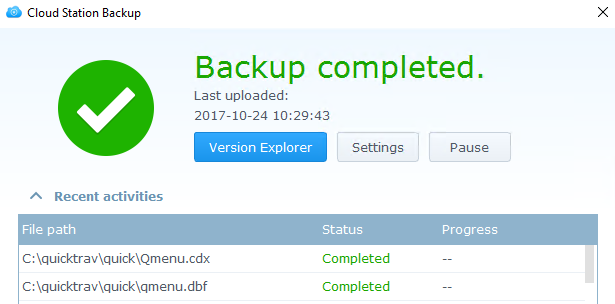 Cloud Station Backup
Backup completed.
Last uploaded:
2017-10-24 10:29:43
Version Explorer Settings Pause
Recent activities
File path Status Progress
C:\quicktrav\quick\Qmenu.cdx Completed --
C:\quicktrav\quick\qmenu.dbf Completed --